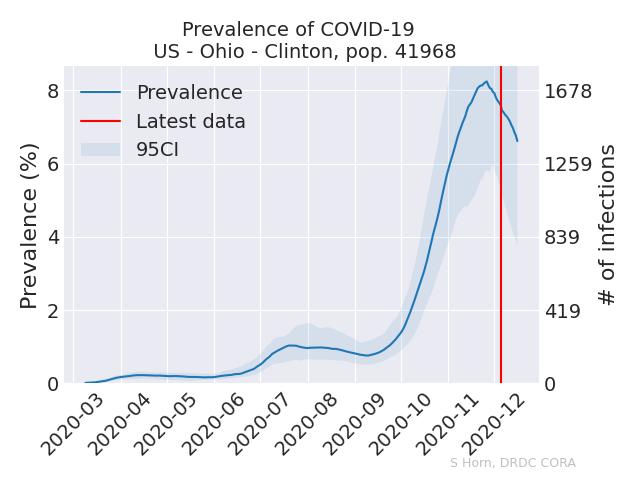 Prevalence of COVID-19
US - Ohio - Clinton, pop. 41968
Prevalence
Latest data
95CI
Prevalence (%)
8
6
4
2
0
1678
1259
839
419
0
# of infections
2020-03
2020-04
2020-05
2020-06
2020-07
2020-08
2020-09
2020-10
2020-11
2020-12
S Horn, DRDC CORA